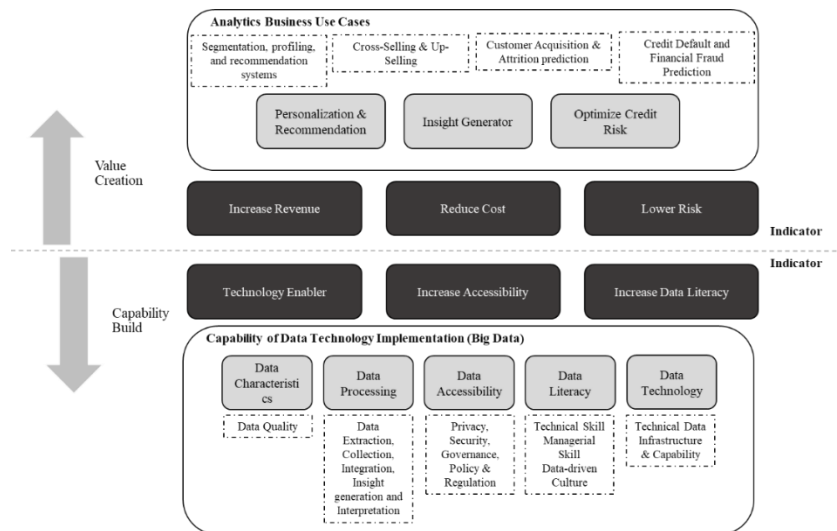 Analytics Business Use Cases
Segmentation, profiling,
and recommendation
systems
Cross-Selling & Up-
Selling
Customer Acquisition &
Attrition prediction
Credit Default and
Financial Fraud
Prediction
Personalization &
Recommendation
Insight Generator
Optimize Credit
Risk
Value
Creation
Increase Revenue
Reduce Cost
Lower Risk
Indicator
Indicator
Technology Enabler
Increase Accessibility
Increase Data Literacy
Capability
Build
Capability of Data Technology Implementation (Big Data)
Data
Characteristi
cs
Data
Processing
Data
Accessibility
Data
Literacy
Data
Technology
Data Quality
Data
Extraction,
Collection,
Integration,
Insight
generation and
Interpretation
Privacy,
Security,
Governance,
Policy &
Regulation
Technical Skill
Managerial
Skill
Data-driven
Culture
Technical Data
Infrastructure
& Capability